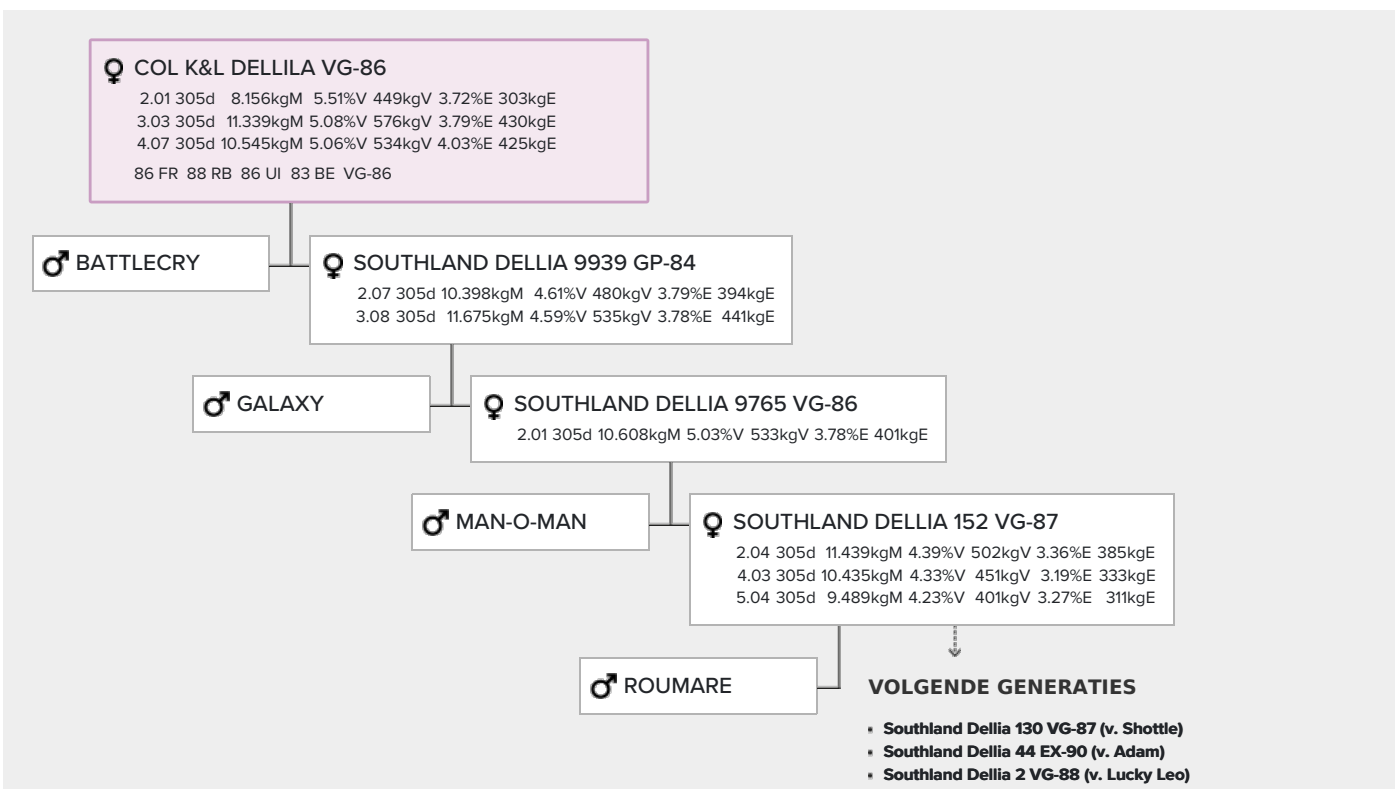 COL K&L DELLILA VG-86
2.01 305d 8.156kgM 5.51%V 449kgV 3.72%E 303kgE
3.03 305d 11.339kgM 5.08%V 576kgV 3.79%E 430kgE
4.07 305d 10.545kgM 5.06%V 534kgV 4.03%E 425kgE
86 FR 88 RB 86 UI 83 BE VG-86
BATTLECRY
SOUTHLAND DELLIA 9939 GP-84
2.07 305d 10.398kgM 4.61%V 480kgV 3.79%E 394kgE
3.08 305d 11.675kgM 4.59%V 535kgV 3.78%E 441kgE
GALAXY
SOUTHLAND DELLIA 9765 VG-86
2.01 305d 10.608kgM 5.03%V 533kgV 3.78%E 401kgE
MAN-O-MAN
SOUTHLAND DELLIA 152 VG-87
2.04 305d 11.439kgM 4.39%V 502kgV 3.36%E 385kgE
4.03 305d 10.435kgM 4.33%V 451kgV 3.19%E 333kgE
5.04 305d 9.489kgM 4.23%V 401kgV 3.27%E 311kgE
ROUMARE
VOLGENDE GENERATIES
Southland Dellia 130 VG-87 (v. Shottle)
Southland Dellia 44 EX-90 (v. Adam)
Southland Dellia 2 VG-88 (v. Lucky Leo)